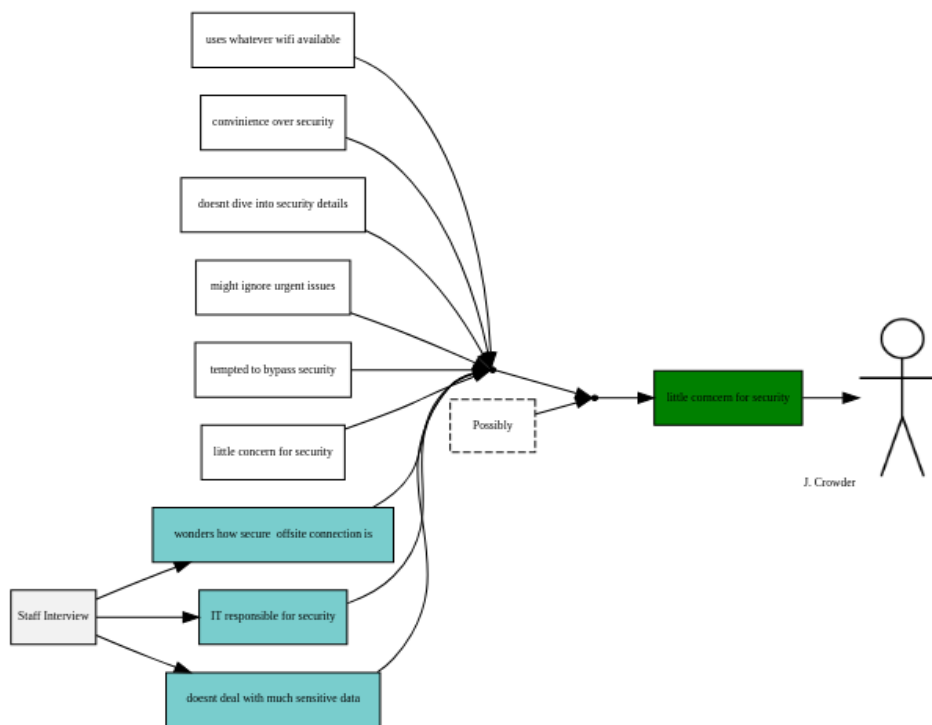 uses whatever wifi available
convinience over security
doesnt dive into security details
might ignore urgent issues
tempted to bypass security
little concern for security
wonders how secure  offsite connection is
Staff Interview
IT responsible for security
doesnt deal with much sensitive data
Possibly
little corncern for security
J. Crowder